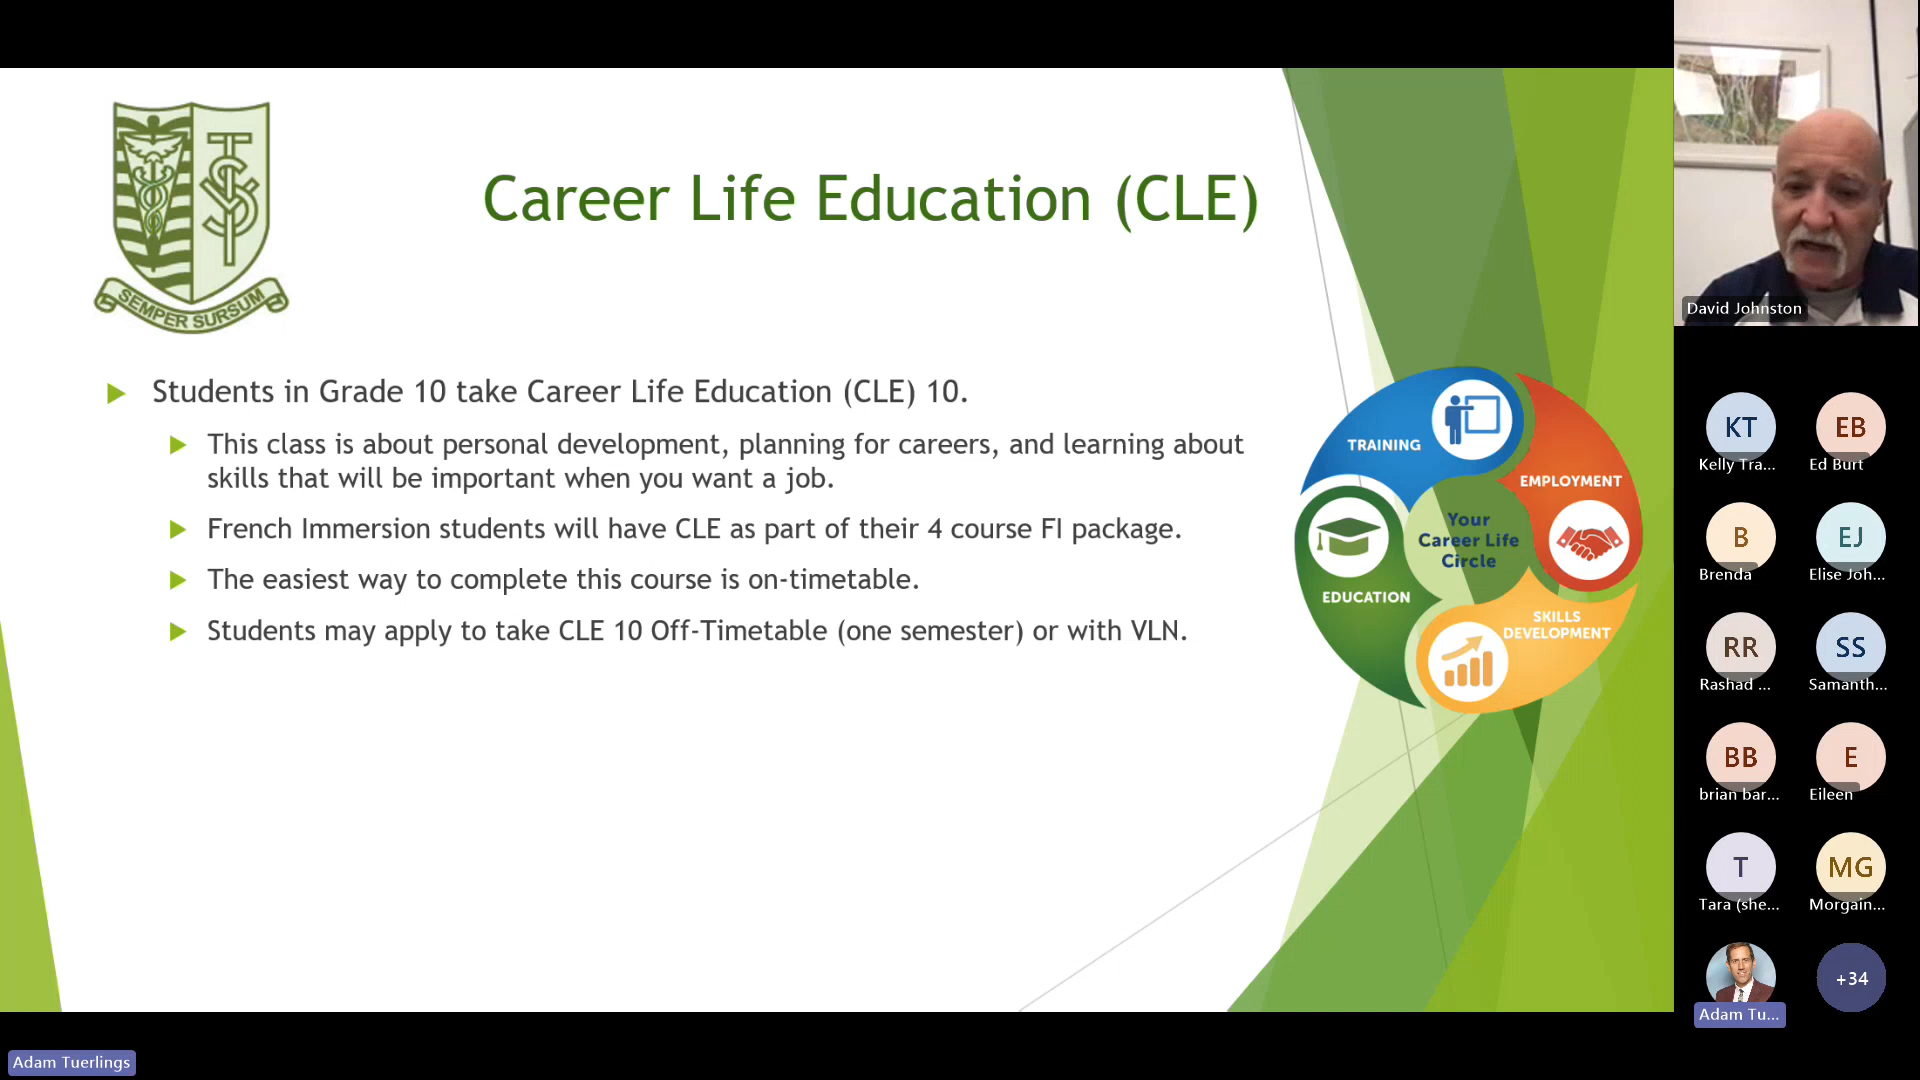 SEMPER SURSUM
Career Life Education (CLE)
Students in Grade 10 take Career Life Education (CLE) 10.
This class is about personal development, planning for careers, and learning about
skills that will be important when you want a job.
French Immersion students will have CLE as part of their 4 course FI package.
The easiest way to complete this course is on-timetable.
Students may apply to take CLE 10 Off-Timetable (one semester) or with VLN.
TRAINING
EMPLOYMENT
Your
Career Life
Circle
EDUCATION
SKILLS
DEVELOPMENT
David Johnston
KT
Kelly Tra...
EB
Ed Burt
B
Brenda
EJ
Elise Joh...
RR
Rashad ...
SS
Samanth...
BB
brian bar...
E
Eileen
T
Tara (she...
MG
Morgain...
Adam Tu...
+34
Adam Tuerlings